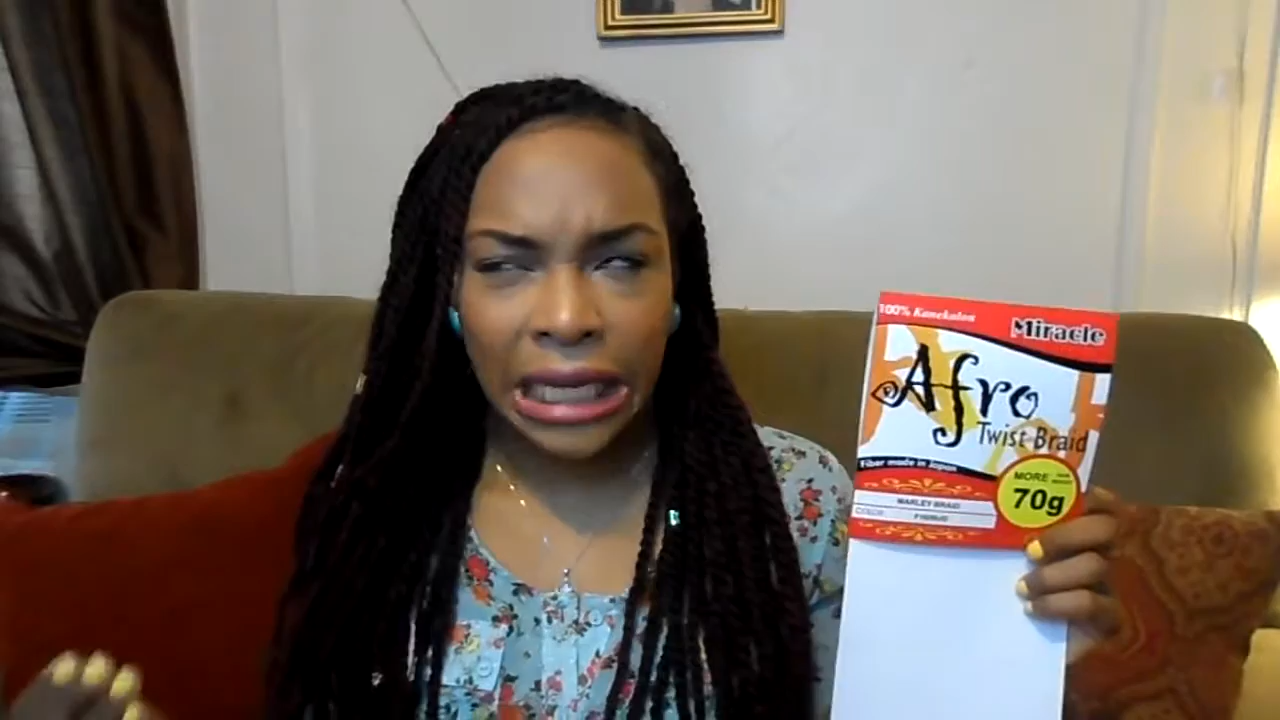 100% Kanekalon
Miracle
Afro
Twist Braid
Fiber made in Japan
MORE
70g
MARLEY BRAID
COLOR